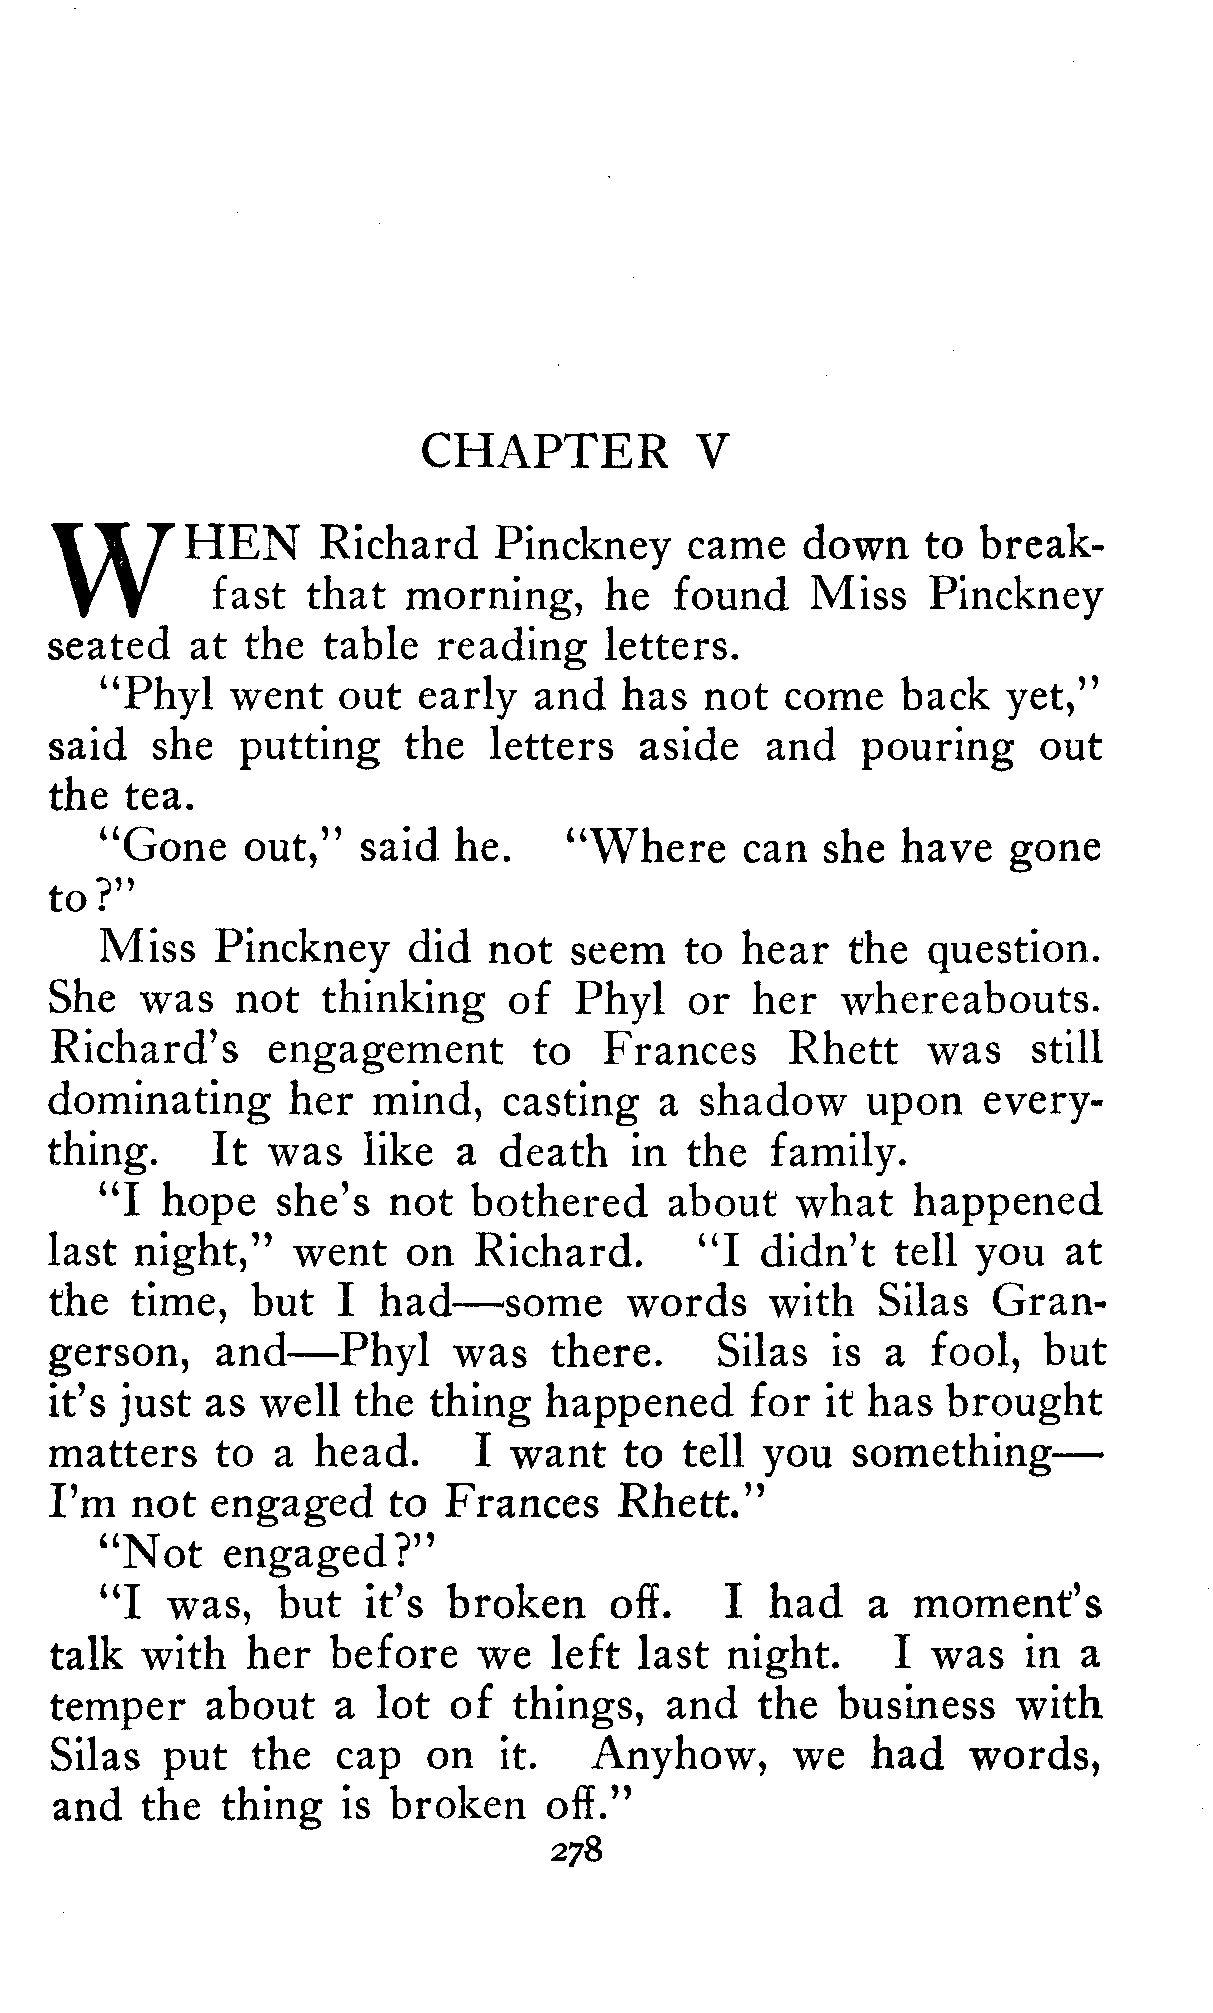 CHAPTER V
WHEN Richard Pinckney came down to break-
fast that morning, he found Miss Pinckney
seated at the table reading letters.
"Phyl went out early and has not come back yet,"
said she putting the letters aside and pouring out
the tea.
"Gone out," said he. "Where can she have gone
to?"
Miss Pinckney did not seem to hear the question.
She was not thinking of Phyl or her whereabouts.
Richard's engagement to Frances Rhett was still
dominating her mind, casting a shadow upon every-
thing. It was like a death in the family.
"I hope she's not bothered about what happened
last night," went on Richard. "I didn't tell you at
the time, but I had—some words with Silas Gran-
gerson, and—Phyl was there. Silas is a fool, but
it's just as well the thing happened for it has brought
matters to a head. I want to tell you something—
I'm not engaged to Frances Rhett."
"Not engaged?"
"I was, but it's broken off. I had a moment's
talk with her before we left last night. I was in a
temper about a lot of things, and the business with
Silas put the cap on it. Anyhow, we had words,
and the thing is broken off."
278